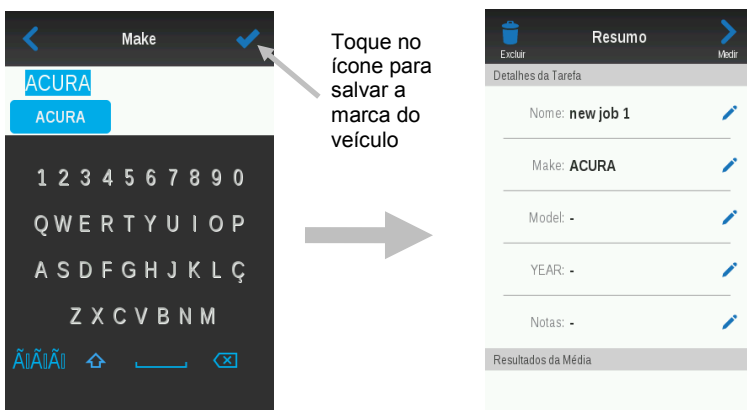 Make
ACURA
ACURA
1 2 3 4 5 6 7 8 9 0
Q W E R T Y U I O P
A S D F G H J K L Ç
Z X C V B N M
Toque no
ícone para
salvar a
marca do
veículo
Resumo
Excluir
Medir
Detalhes da Tarefa
Nome: new job 1
Make: ACURA
Model: -
YEAR: -
Notas: -
Resultados da Média